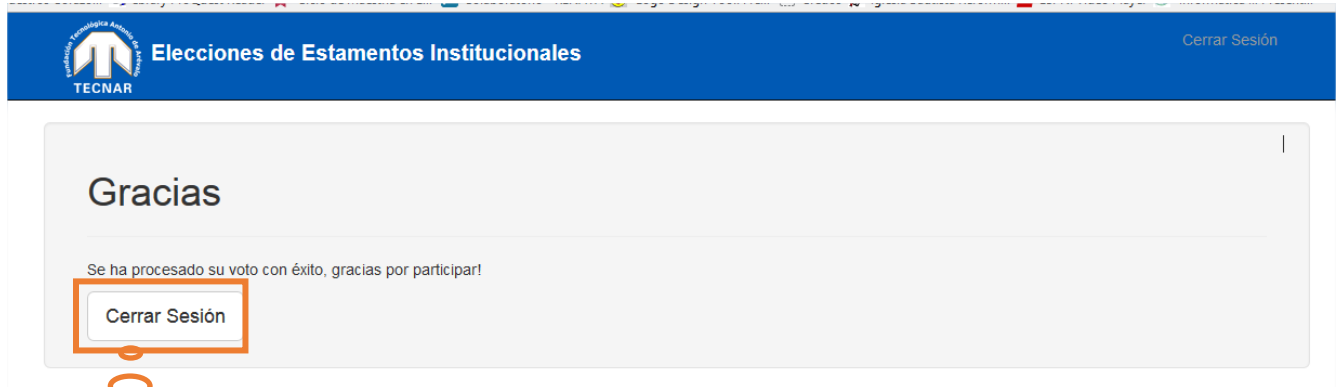 Fundación Tecnológica Antonio de Arévalo
TECNAR
Elecciones de Estamentos Institucionales
Cerrar Sesión
Gracias
Se ha procesado su voto con éxito, gracias por participar!
Cerrar Sesión